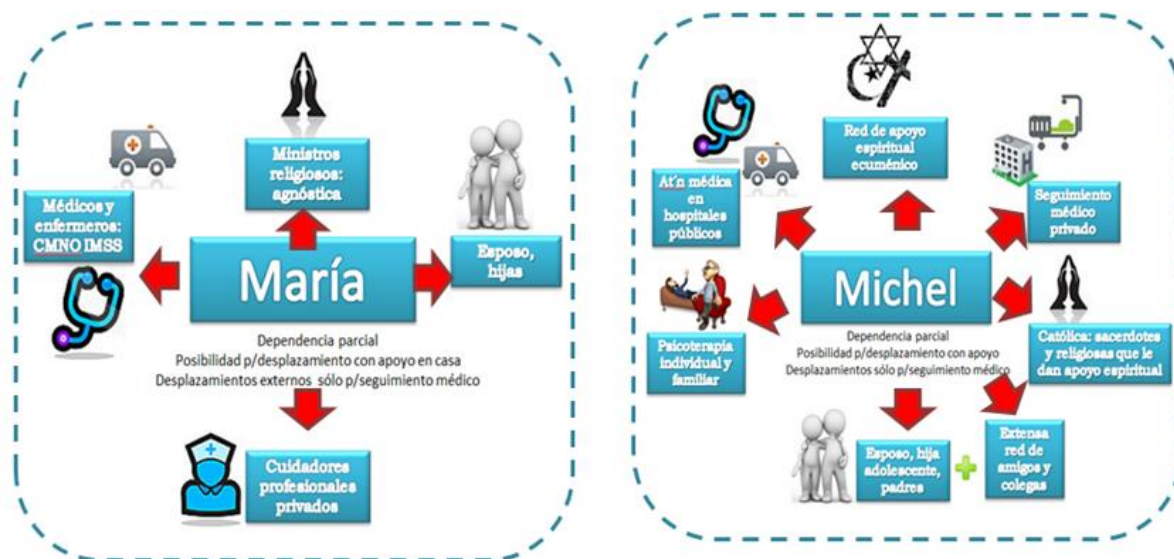 Ministros
religiosos:
agnóstica
Médicos y
enfermeros:
CMNO IMSS
Esposo,
hijas
María
Dependencia parcial
Posibilidad p/desplazamiento con apoyo en casa
Desplazamientos externos sólo p/seguimiento médico
Cuidadores
profesionales
privados
Red de apoyo
espiritual
ecuménico
At´n médica
en
hospitales
públicos
Seguimiento
médico
privado
Michel
Dependencia parcial
Posibilidad p/desplazamiento con apoyo
Desplazamientos sólo p/seguimiento médico
Psicoterapia
individual y
familiar
Católica: sacerdotes
y religiosas que le
dan apoyo espiritual
Esposo, hija
adolescente,
padres
Extensa
red de
amigos y
colegas